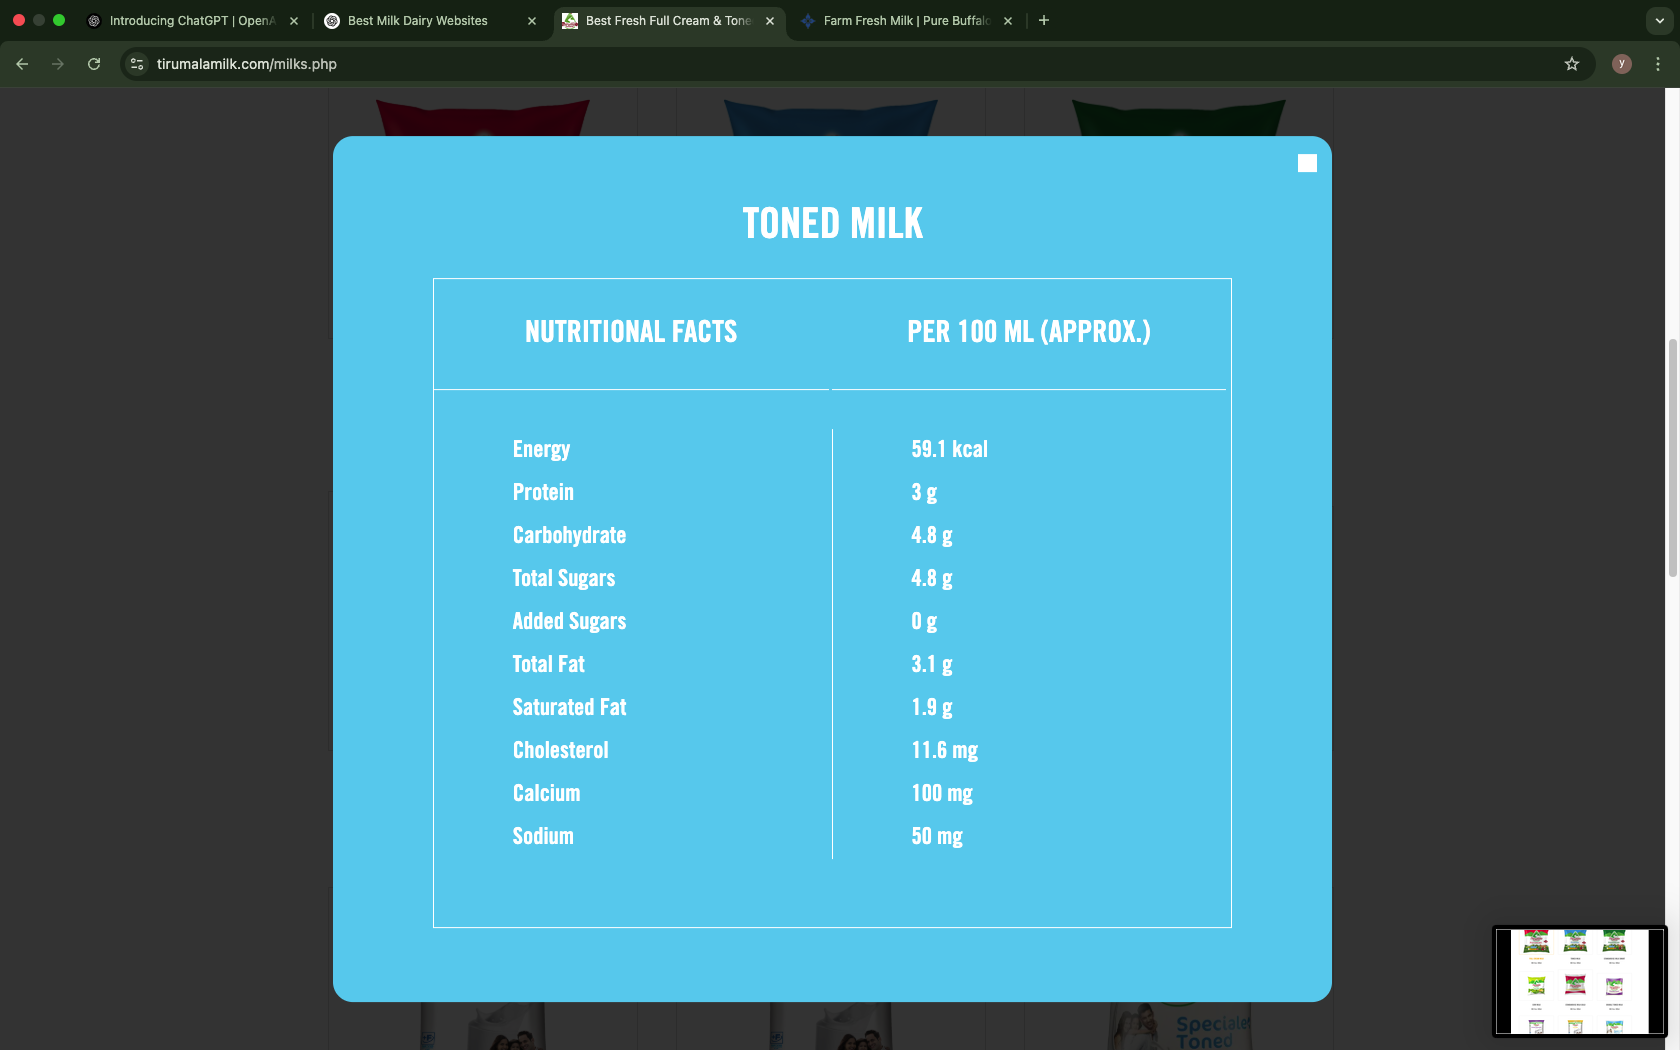 Introducing ChatGPT | OpenA
Best Milk Dairy Websites
Best Fresh Full Cream & Tone
Farm Fresh Milk | Pure Buffalo
tirumalamilk.com/milks.php
y
TONED MILK
NUTRITIONAL FACTS PER 100 ML (APPROX.)
Energy 59.1 kcal
Protein 3 g
Carbohydrate 4.8 g
Total Sugars 4.8 g
Added Sugars 0 g
Total Fat 3.1 g
Saturated Fat 1.9 g
Cholesterol 11.6 mg
Calcium 100 mg
Sodium 50 mg
Speciale
Toned